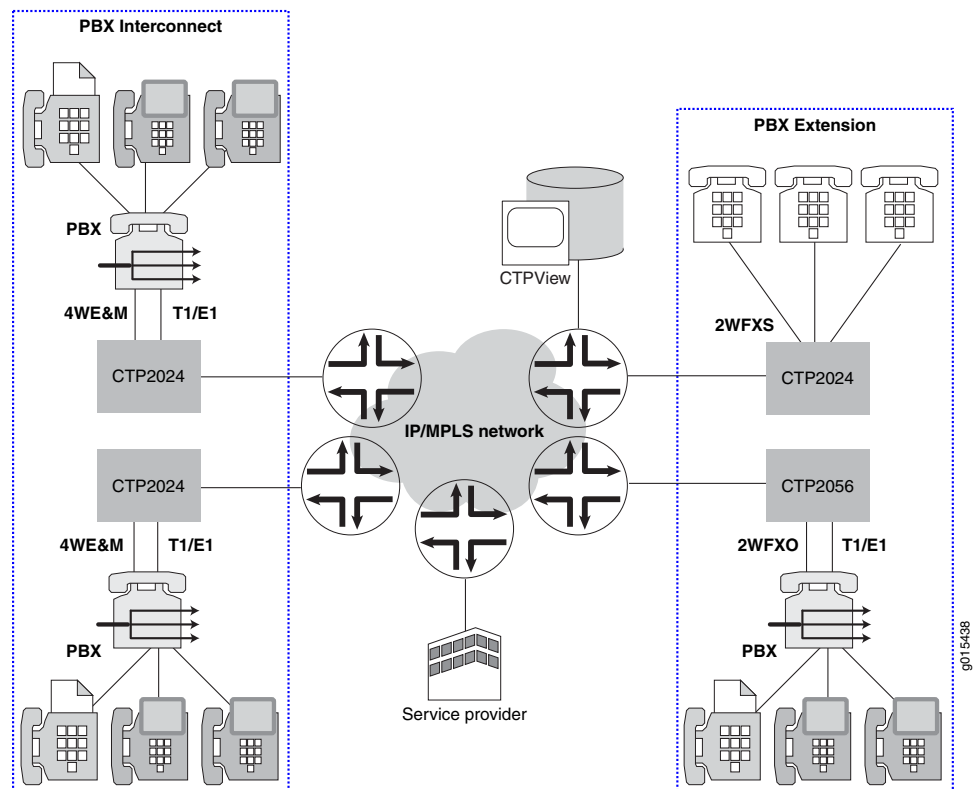 PBX Interconnect
PBX
4WE&M
T1/E1
CTP2024
CTP2024
4WE&M
T1/E1
PBX
CTPView
IP/MPLS network
Service provider
PBX Extension
2WFXS
CTP2024
CTP2056
2WFXO
T1/E1
PBX
g015438